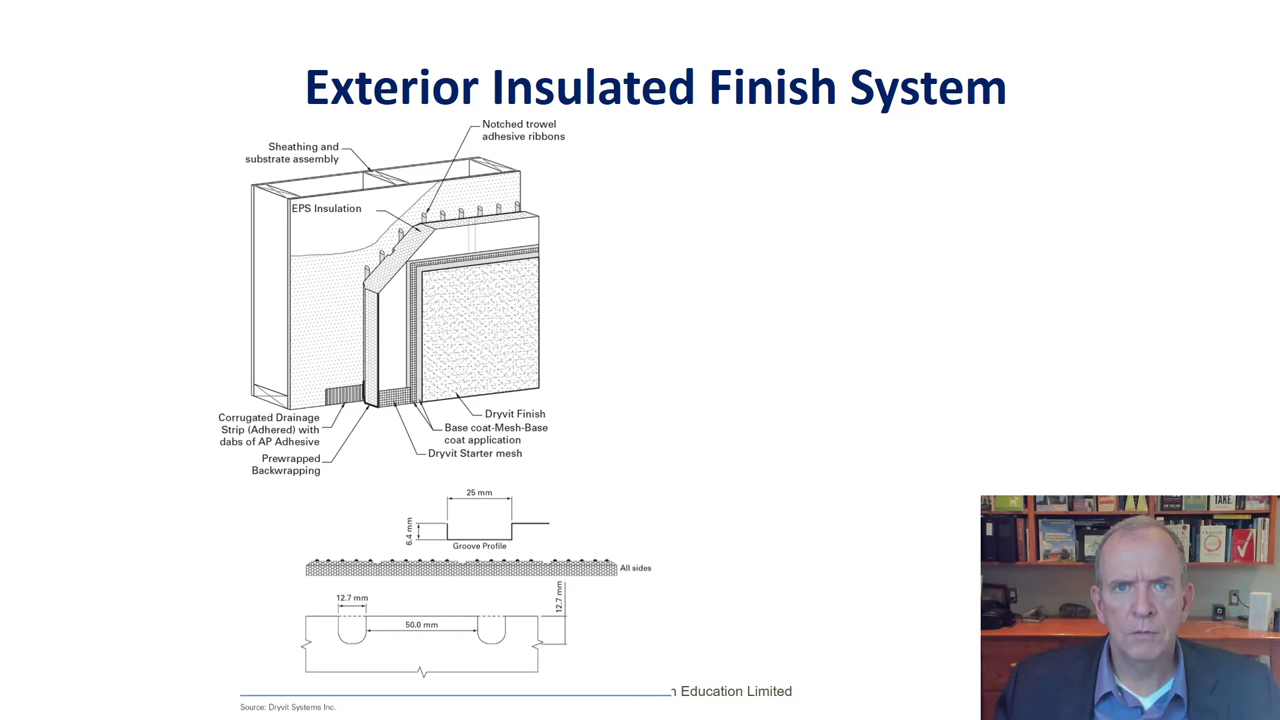 Exterior Insulated Finish System
Notched trowel
adhesive ribbons
Sheathing and
substrate assembly
EPS Insulation
Corrugated Drainage
Strip (Adhered) with
dabs of AP Adhesive
Prewrapped
Backwrapping
Dryvit Finish
Base coat-Mesh-Base
coat application
Dryvit Starter mesh
25 mm
6.4 mm
Groove Profile
All sides
12.7 mm
12.7 mm
50.0 mm
Education Limited
Source: Dryvit Systems Inc.
TAKE